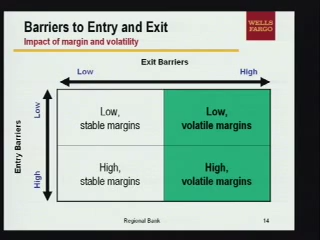 Barriers to Entry and Exit
Impact of margin and volatility
WELLS
FARGO
Exit Barriers
Low
High
Entry Barriers
Low
High
Low,
stable margins
Low,
volatile margins
High,
stable margins
High,
volatile margins
Regional Bank
14